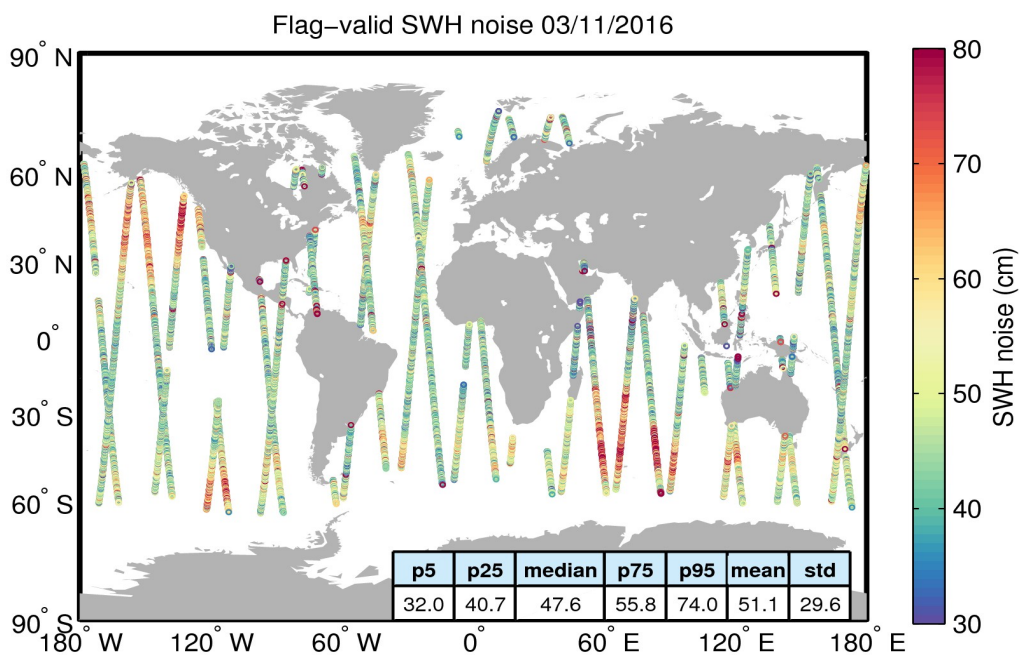 Flag−valid SWH noise 03/11/2016
90° N
60° N
30° N
0°
30° S
60° S
90° S
180° W 120° W 60° W 0° 60° E 120° E 180° E
p5 p25 median p75 p95 mean std
32.0 40.7 47.6 55.8 74.0 51.1 29.6
80
70
60
50
40
30
SWH noise (cm)